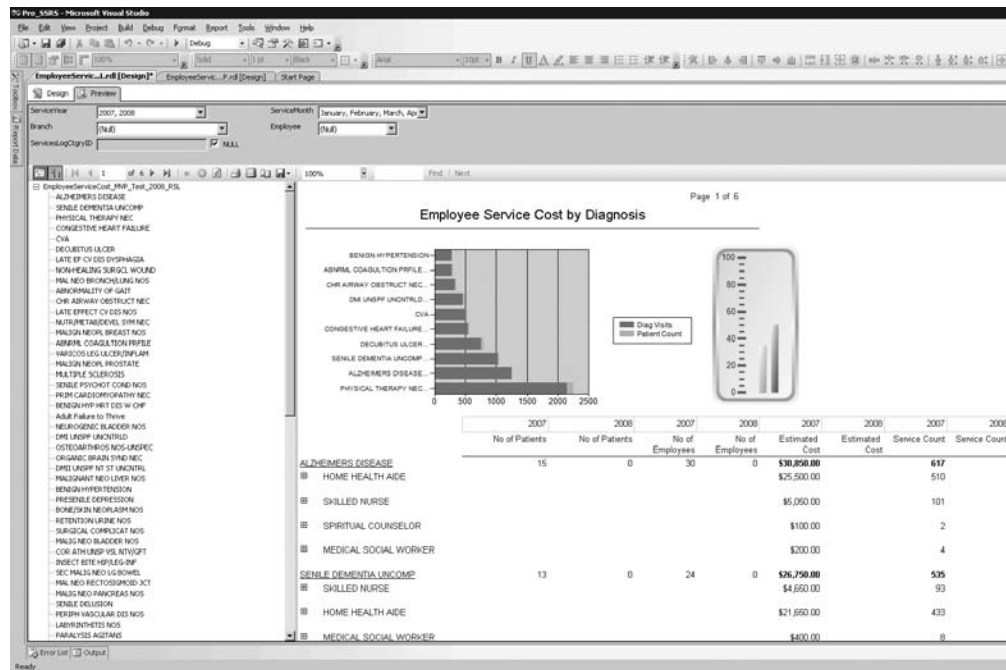 Pro_SSRS - Microsoft Visual Studio
File Edit View Project Build Debug Format Report Tools Window Help
Debug
100% Solid 1 pt Black Arial 10pt B I U A
EmployeeServic...L.rdl [Design]* EmployeeServic...P.rdl [Design] Start Page
Toolbox
Report Data
Design Preview
ServiceYear 2007, 2008 ServiceMonth January, February, March, Apr
Branch (Null) Employee (Null)
ServicesLogCtgryID NULL
1 of 6 100% Find | Next
EmployeeServiceCost_MVP_Test_2008_RSL
ALZHEIMERS DISEASE
SENILE DEMENTIA UNCOMP
PHYSICAL THERAPY NEC
CONGESTIVE HEART FAILURE
CVA
DECUBITUS ULCER
LATE EF CV DIS DYSPHAGIA
NON-HEALING SURGCL WOUND
MAL NEO BRONCH/LUNG NOS
ABNORMALITY OF GAIT
CHR AIRWAY OBSTRUCT NEC
LATE EFFECT CV DIS NOS
NUTR/METAB/DEVEL SYM NEC
MALIGN NEOPL BREAST NOS
ABNRML COAGULTION PRFILE
VARICOS LEG ULCER/INFLAM
MALIGN NEOPL PROSTATE
MULTIPLE SCLEROSIS
SENILE PSYCHOT COND NOS
PRIM CARDIOMYOPATHY NEC
BENIGN HYP HRT DIS W CHF
Adult Failure to Thrive
NEUROGENIC BLADDER NOS
DMI UNSPF UNCNTRLD
OSTEOARTHROS NOS-UNSPEC
ORGANIC BRAIN SYND NEC
DMII UNSPF NT ST UNCNTRL
MALIGNANT NEO LIVER NOS
BENIGN HYPERTENSION
PRESENILE DEPRESSION
BONE/SKIN NEOPLASM NOS
RETENTION URINE NOS
SURGICAL COMPLICAT NOS
MALIG NEO BLADDER NOS
COR ATH UNSP VSL NTV/GFT
INSECT BITE HIP/LEG-INF
SEC MALIG NEO LG BOWEL
MAL NEO RECTOSIGMOID JCT
MALIG NEO PANCREAS NOS
SENILE DELUSION
PERIPH VASCULAR DIS NOS
LABYRINTHITIS NOS
PARALYSIS AGITANS
Page 1 of 6
Employee Service Cost by Diagnosis
BENIGN HYPERTENSION
ABNRML COAGULTION PRFILE...
CHR AIRWAY OBSTRUCT NEC...
DMI UNSPF UNCNTRLD...
CVA
CONGESTIVE HEART FAILURE...
DECUBITUS ULCER...
SENILE DEMENTIA UNCOMP...
ALZHEIMERS DISEASE...
PHYSICAL THERAPY NEC...
0 500 1000 1500 2000 2500
Diag Visits
Patient Count
100
80
60
40
20
0
2007 2008 2007 2008 2007 2008 2007 2008
No of Patients No of Patients No of Employees No of Employees Estimated Cost Estimated Cost Service Count Service Coun
ALZHEIMERS DISEASE 15 0 30 0 $30,850.00 617
HOME HEALTH AIDE $25,500.00 510
SKILLED NURSE $5,050.00 101
SPIRITUAL COUNSELOR $100.00 2
MEDICAL SOCIAL WORKER $200.00 4
SENILE DEMENTIA UNCOMP 13 0 24 0 $26,750.00 535
SKILLED NURSE $4,650.00 93
HOME HEALTH AIDE $21,650.00 433
MEDICAL SOCIAL WORKER $400.00 8
Error List Output
Ready